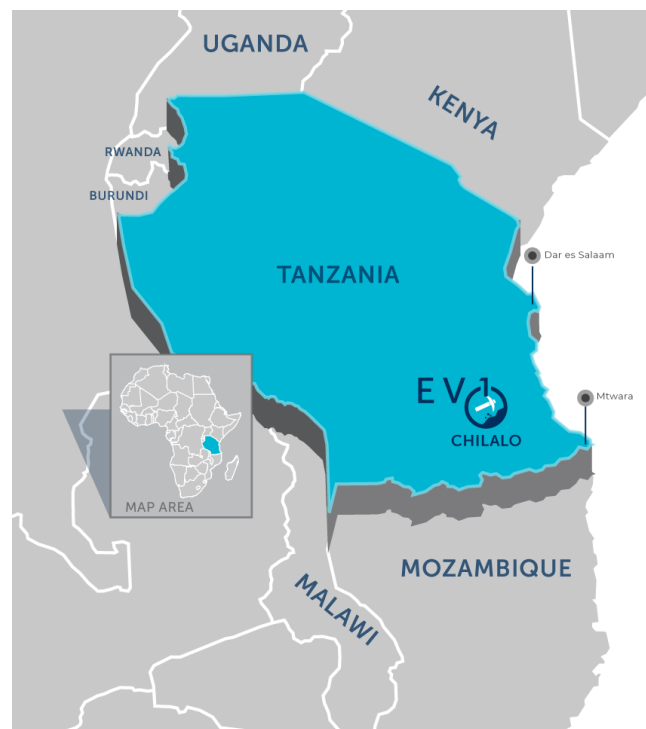 UGANDA
KENYA
RWANDA
BURUNDI
Dar es Salaam
TANZANIA
EV1
Mtwara
CHILALO
MAP AREA
MOZAMBIQUE
MALAWI